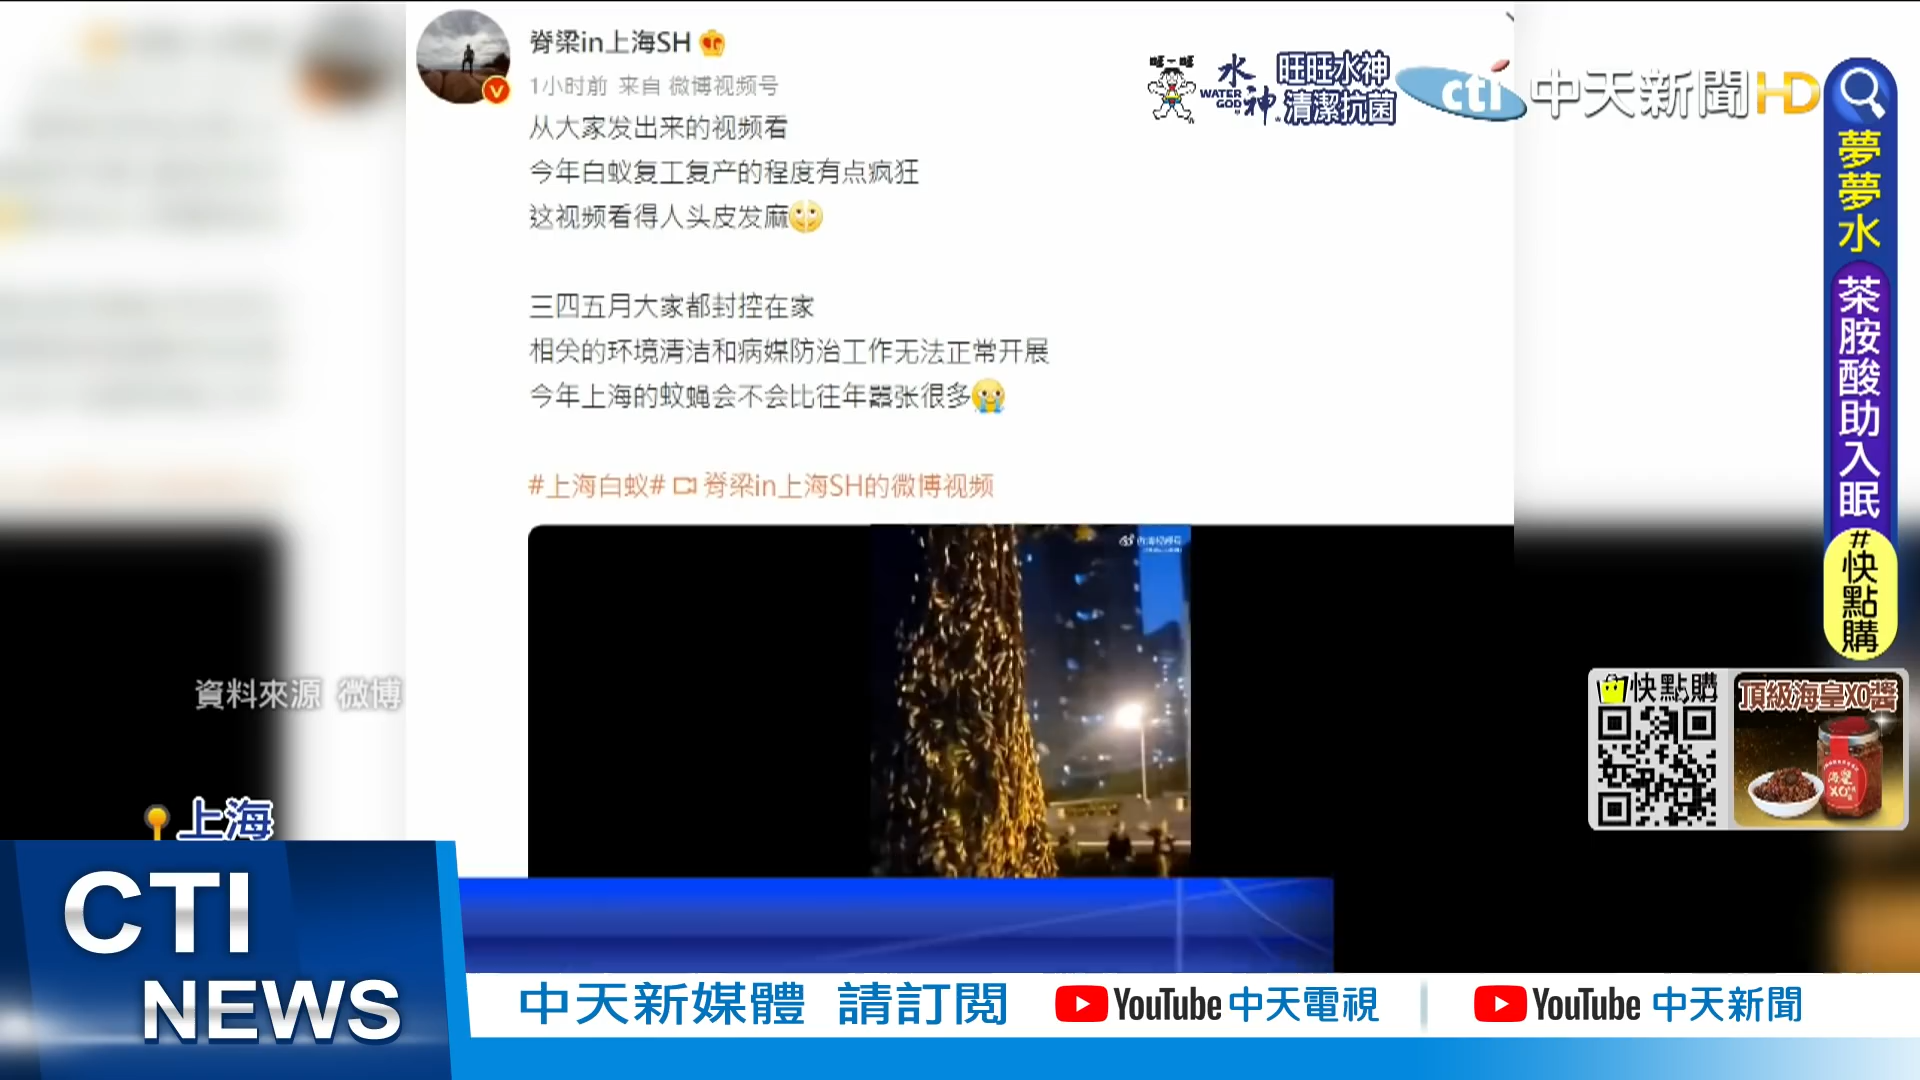 脊梁in上海SH
1小时前 来自 微博视频号
从大家发出来的视频看
今年白蚁复工复产的程度有点疯狂
这视频看得人头皮发麻
三四五月大家都封控在家
相关的环境清洁和病媒防治工作无法正常开展
今年上海的蚊蝇会不会比往年嚣张很多
#上海白蚁# 脊梁in上海SH的微博视频
旺-旺
水神
WATER GOD
旺旺水神
清潔抗菌
cti 中天新聞HD
夢夢水
茶胺酸助入眠
#快點購
快點購
頂級海皇XO醬
資料來源 微博
上海
CTI
NEWS
中天新媒體 請訂閱 YouTube 中天電視 YouTube 中天新聞